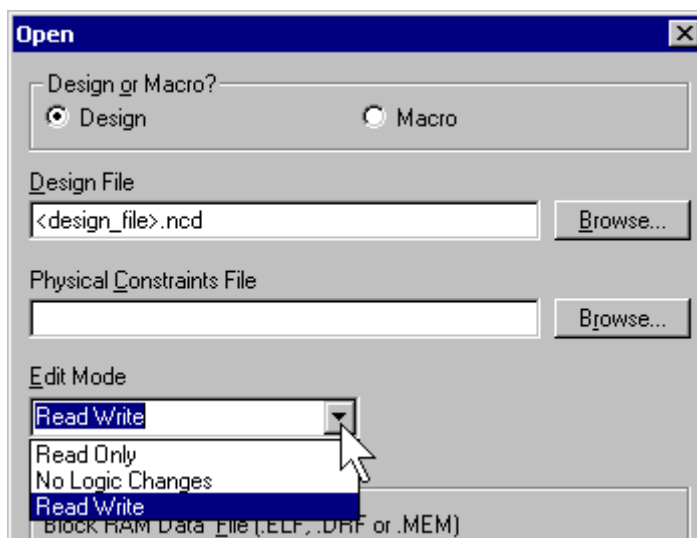 Open
Design or Macro?
Design Macro
Design File
<design_file>.ncd Browse...
Physical Constraints File
Browse...
Edit Mode
Read Write
Read Only
No Logic Changes
Read Write
Block RAM Data File (.ELF, .DRF or .MEM)